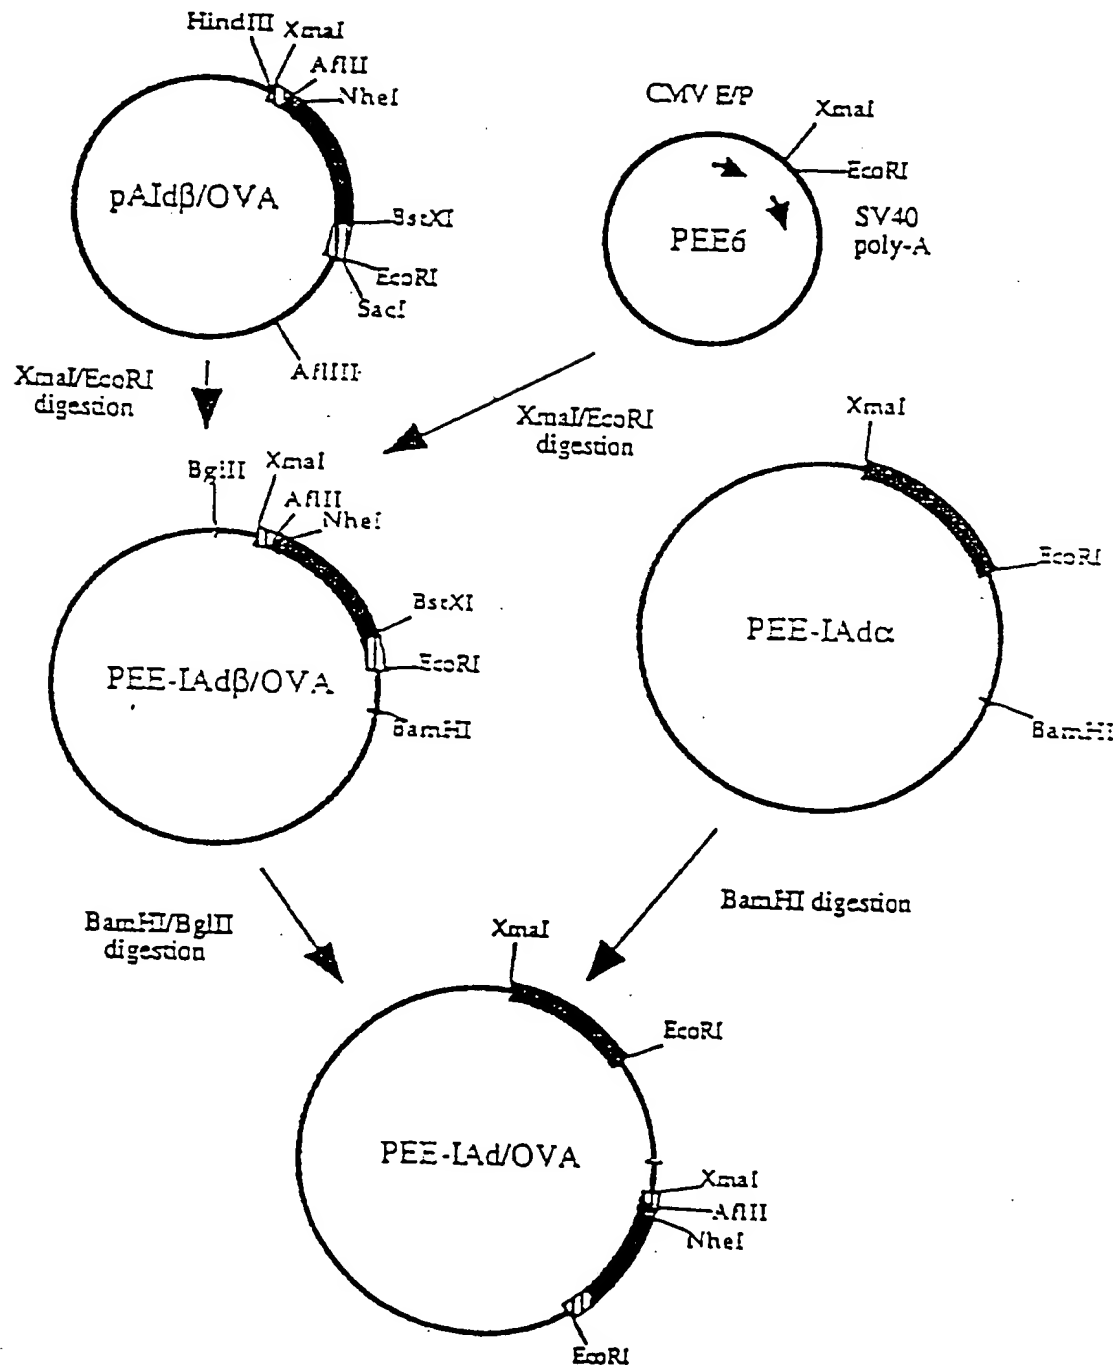 HindIII XmaI
AflII
NheI
pAIdβ/OVA
BstXI
EcoRI
SacI
AflIII
CMV E/P
XmaI
EcoRI
PEE6
SV40
poly-A
XmaI/EcoRI
digestion
XmaI/EcoRI
digestion
BglII
XmaI
AflII
NheI
BstXI
EcoRI
PEE-IAdβ/OVA
BamHI
XmaI
EcoRI
PEE-IAdα
BamHI
BamHI/BglII
digestion
BamHI digestion
XmaI
EcoRI
PEE-IAd/OVA
XmaI
AflII
NheI
EcoRI